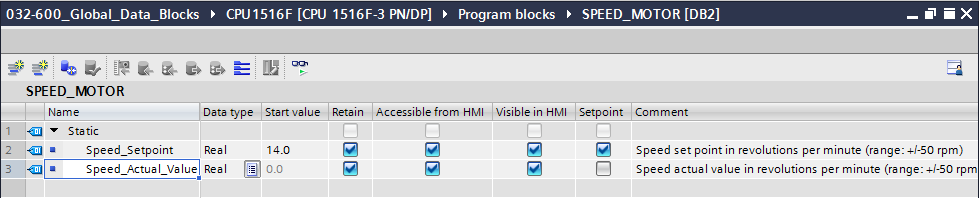 032-600_Global_Data_Blocks ▸ CPU1516F [CPU 1516F-3 PN/DP] ▸ Program blocks ▸ SPEED_MOTOR [DB2]
SPEED_MOTOR
Name Data type Start value Retain Accessible from HMI Visible in HMI Setpoint Comment
1 Static
2 Speed_Setpoint Real 14.0 Speed set point in revolutions per minute (range: +/-50 rpm)
3 Speed_Actual_Value Real 0.0 Speed actual value in revolutions per minute (range: +/-50 rpm